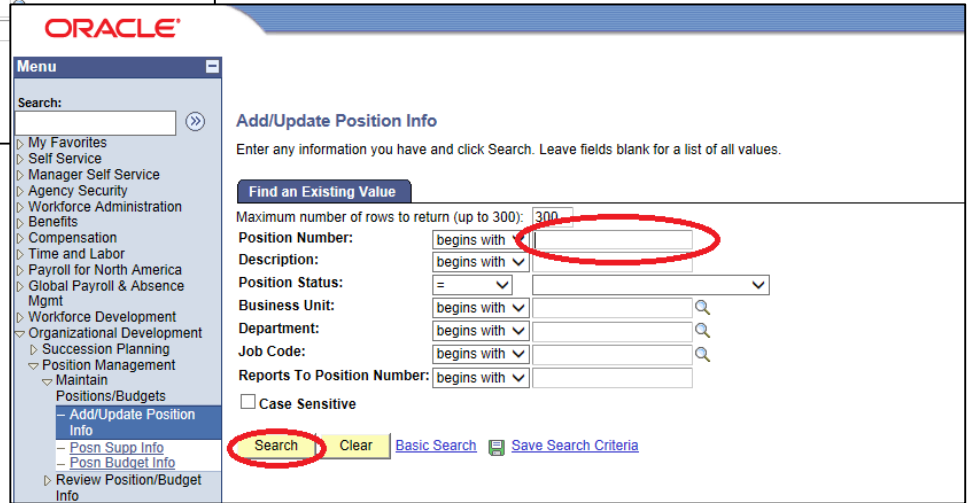 ORACLE'
Menu
Search:
My Favorites
Self Service
Manager Self Service
Agency Security
Workforce Administration
Benefits
Compensation
Time and Labor
Payroll for North America
Global Payroll & Absence
Mgmt
Workforce Development
Organizational Development
Succession Planning
Position Management
Maintain
Positions/Budgets
– Add/Update Position
Info
– Posn Supp Info
– Posn Budget Info
Review Position/Budget
Info
Add/Update Position Info
Enter any information you have and click Search. Leave fields blank for a list of all values.
Find an Existing Value
Maximum number of rows to return (up to 300): 300
Position Number: begins with
Description: begins with
Position Status: =
Business Unit: begins with
Department: begins with
Job Code: begins with
Reports To Position Number: begins with
Case Sensitive
Search Clear Basic Search Save Search Criteria